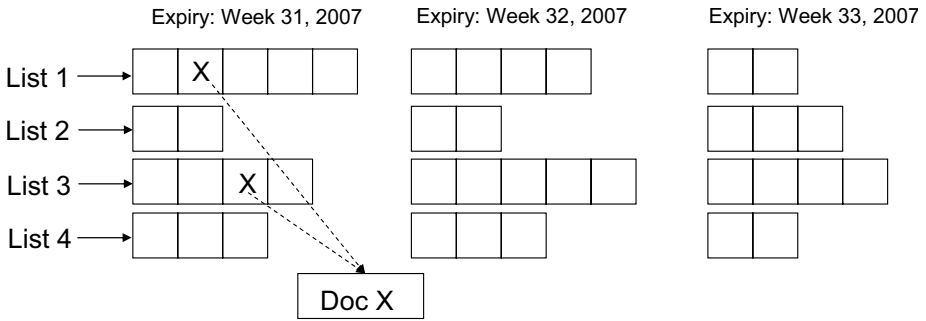 Expiry: Week 31, 2007 Expiry: Week 32, 2007 Expiry: Week 33, 2007
List 1 X
List 2
List 3 X
List 4
Doc X